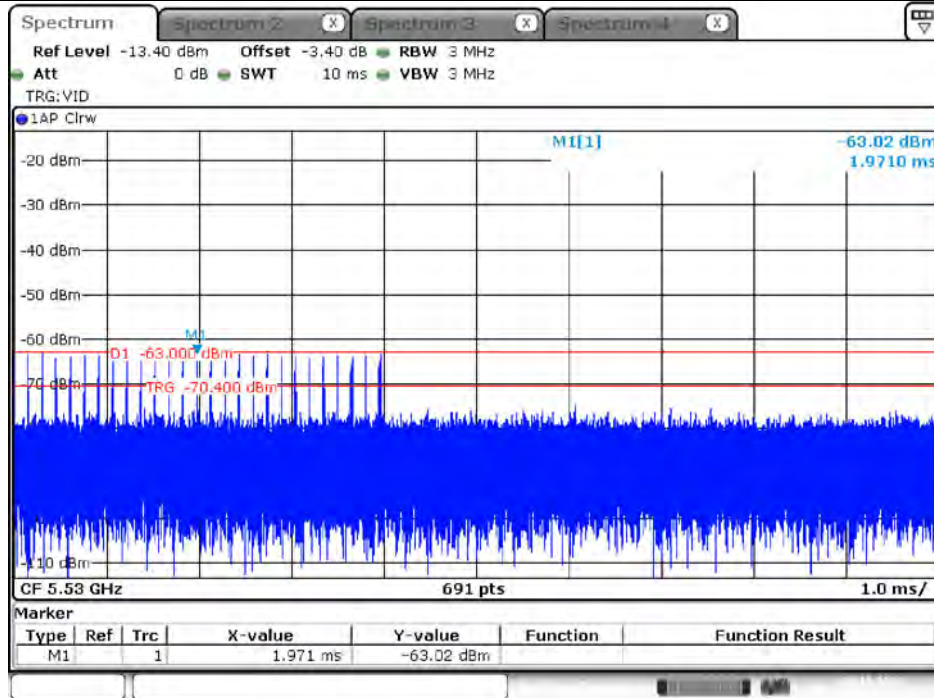 Spectrum Spectrum 2 X Spectrum 3 X Spectrum 4 X
Ref Level -13.40 dBm Offset -3.40 dB RBW 3 MHz
Att 0 dB SWT 10 ms VBW 3 MHz
TRG:VID
1AP Clrw
M1[1] -63.02 dBm
1.9710 ms
-20 dBm
-30 dBm
-40 dBm
-50 dBm
-60 dBm
M1
D1 -63.000 dBm
-70 dBm
TRG -70.400 dBm
-110 dBm
CF 5.53 GHz 691 pts 1.0 ms/
Marker
Type Ref Trc X-value Y-value Function Function Result
M1 1 1.971 ms -63.02 dBm